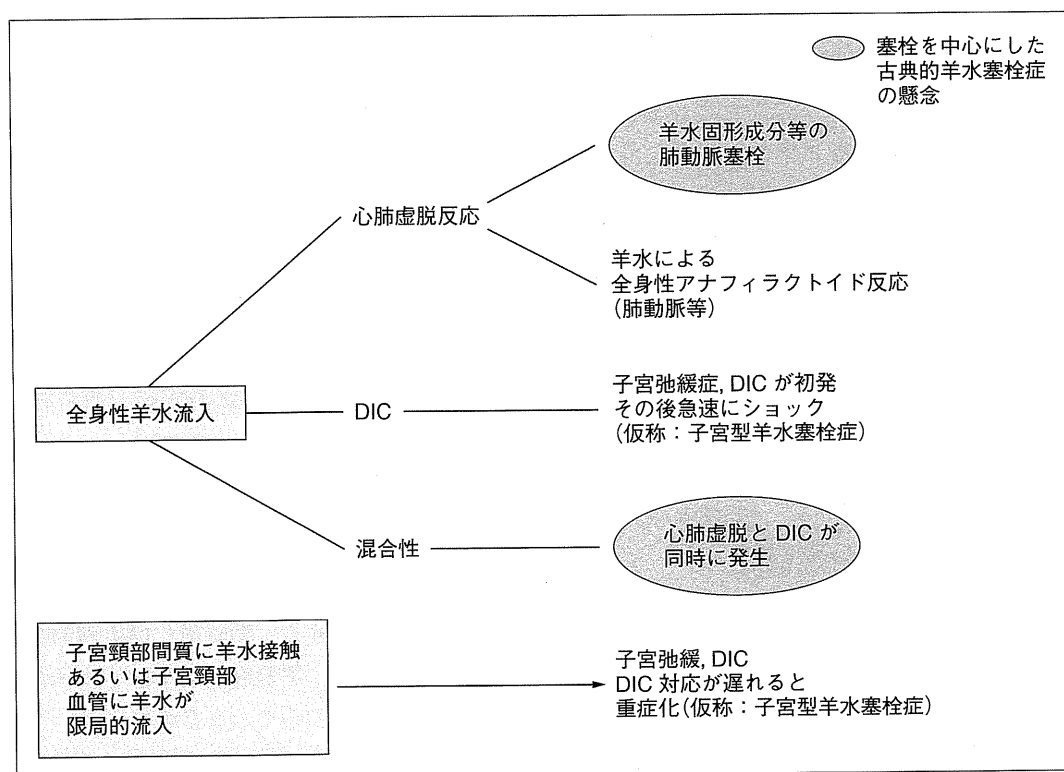 塞栓を中心にした
古典的羊水塞栓症
の懸念
羊水固形成分等の
肺動脈塞栓
心肺虚脱反応
羊水による
全身性アナフィラクトイド反応
(肺動脈等)
全身性羊水流入
DIC
子宮弛緩症, DIC が初発
その後急速にショック
(仮称:子宮型羊水塞栓症)
混合性
心肺虚脱と DIC が
同時に発生
子宮頸部間質に羊水接触
あるいは子宮頸部
血管に羊水が
限局的流入
子宮弛緩, DIC
DIC 対応が遅れると
重症化(仮称:子宮型羊水塞栓症)